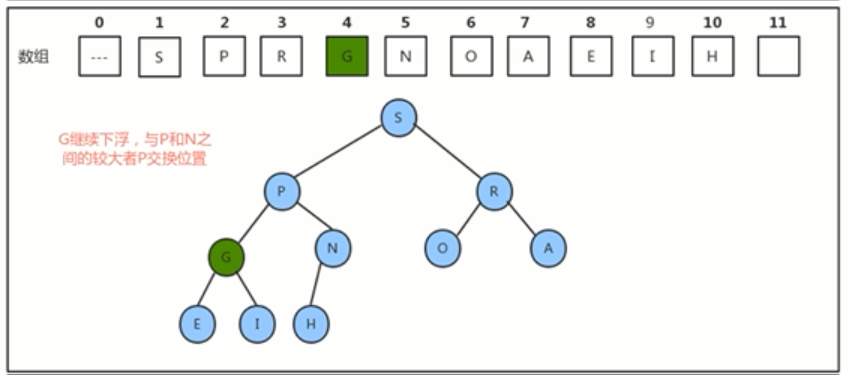 0 1 2 3 4 5 6 7 8 9 10 11
数组 --- S P R G N O A E I H
S
G继续下浮，与P和N之
间的较大者P交换位置
P R
G N O A
E I H